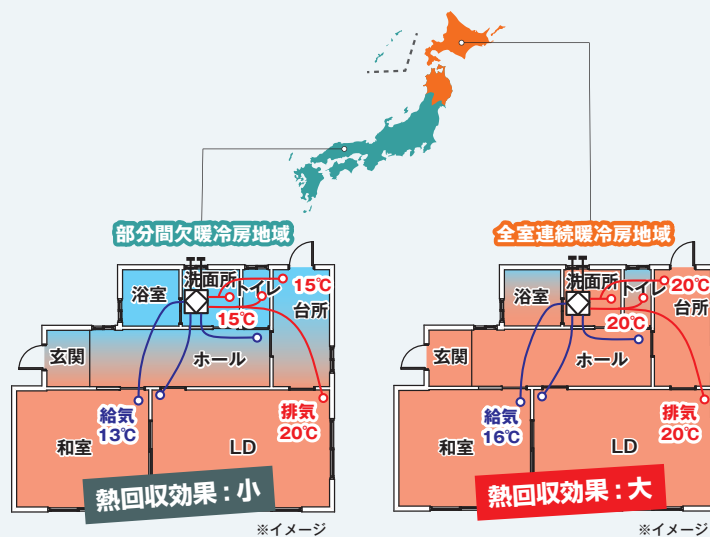 部分間欠暖冷房地域
浴室
洗面所
トイレ
15℃
台所
15℃
玄関
ホール
給気
13℃
排気
20℃
和室
LD
熱回収効果：小
※イメージ
全室連続暖冷房地域
浴室
洗面所
トイレ
20℃
台所
20℃
玄関
ホール
給気
16℃
排気
20℃
和室
LD
熱回収効果：大
※イメージ